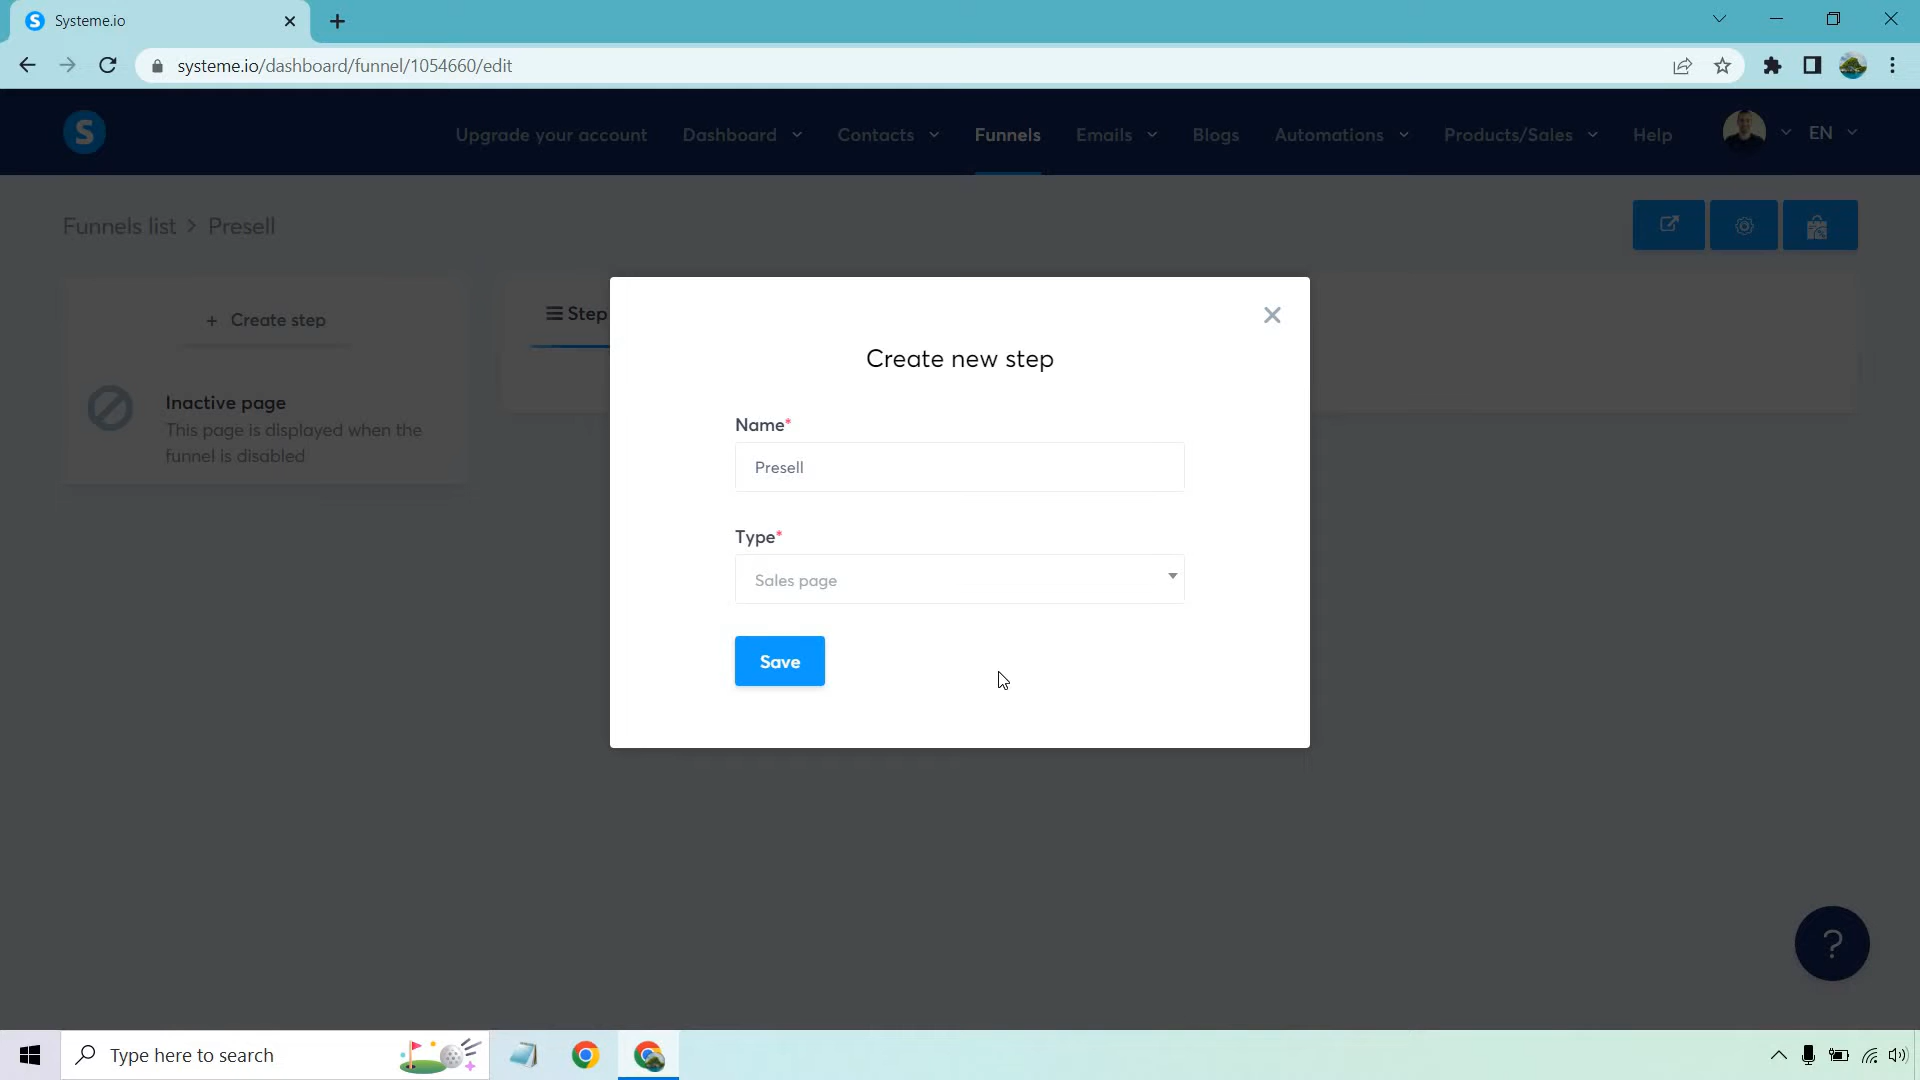 Systeme.io
systeme.io/dashboard/funnel/1054660/edit
S
Upgrade your account Dashboard Contacts Funnels Emails Blogs Automations Products/Sales Help EN
Funnels list > Presell
+ Create step
Step
Inactive page
This page is displayed when the
funnel is disabled
Create new step
Name*
Presell
Type*
Sales page
Save
?
Type here to search